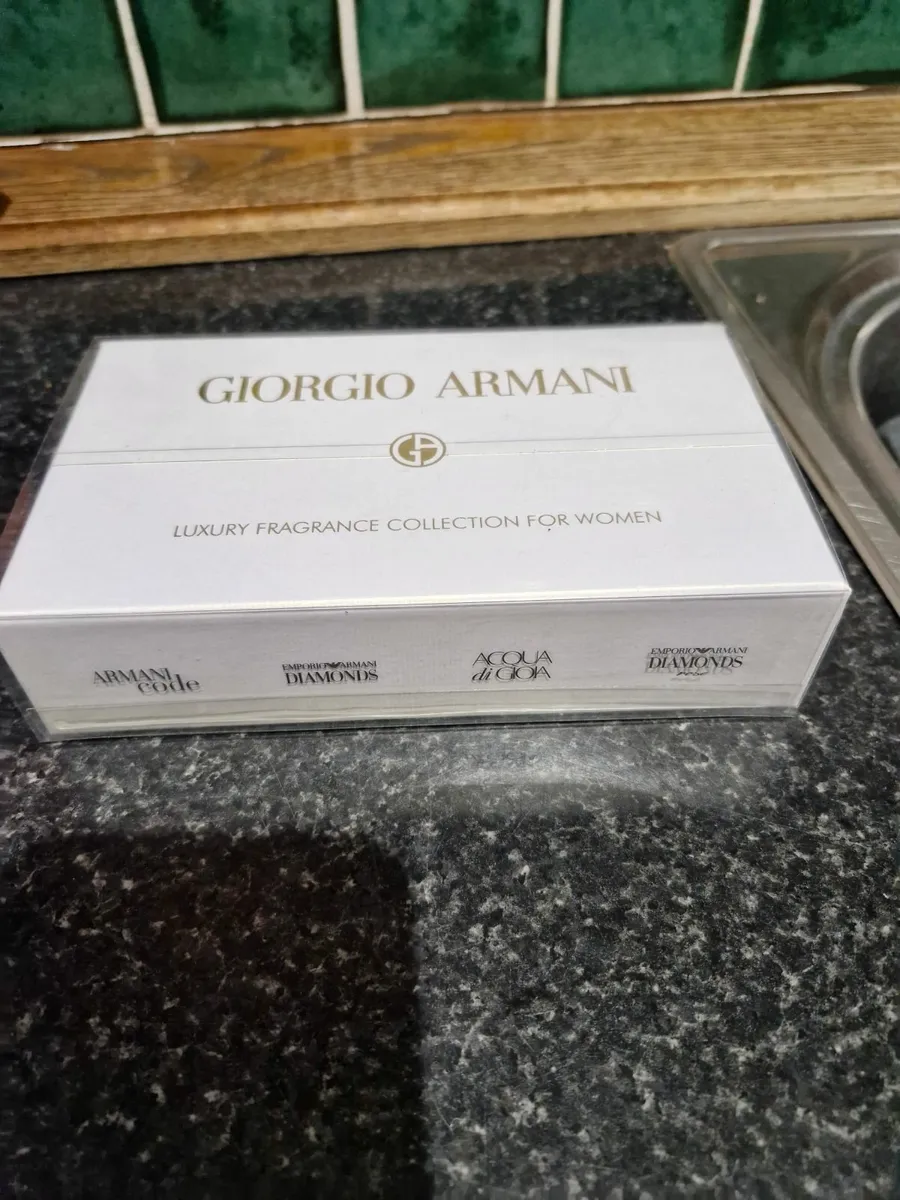 GIORGIO ARMANI
GA
LUXURY FRAGRANCE COLLECTION FOR WOMEN
ARMANI
code
EMPORIO ARMANI
DIAMONDS
ACQUA
di GIOIA
EMPORIO ARMANI
DIAMONDS